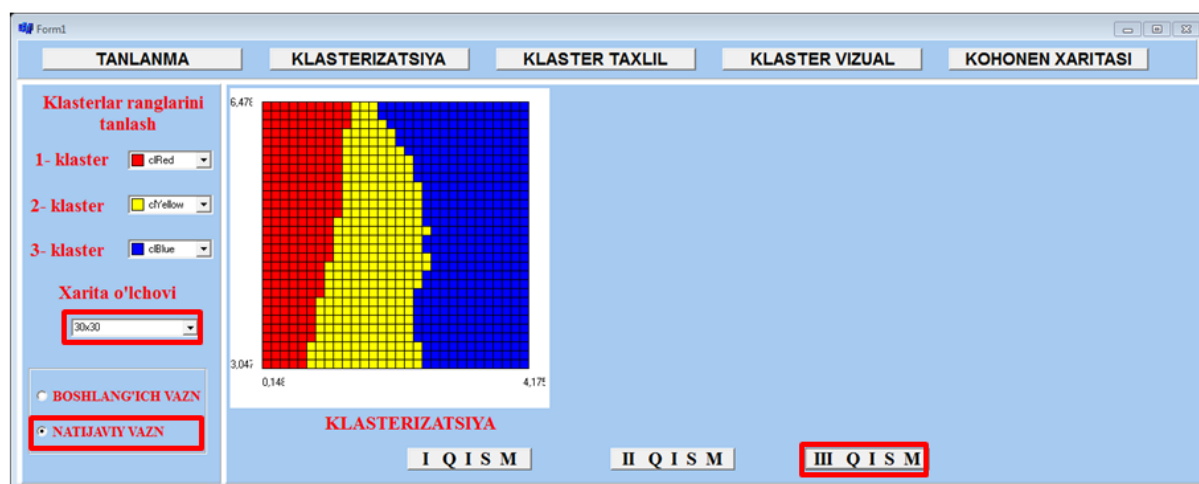 Form1
TANLANMA KLASTERIZATSIYA KLASTER TAXLIL KLASTER VIZUAL KOHONEN XARITASI
Klasterlar ranglarini
tanlash
1- klaster clRed
2- klaster clYellow
3- klaster clBlue
Xarita o'lchovi
30x30
BOSHLANG'ICH VAZN
NATIJAVIY VAZN
6,478
3,047
0,148 4,175
KLASTERIZATSIYA
I Q I S M II Q I S M III Q I S M